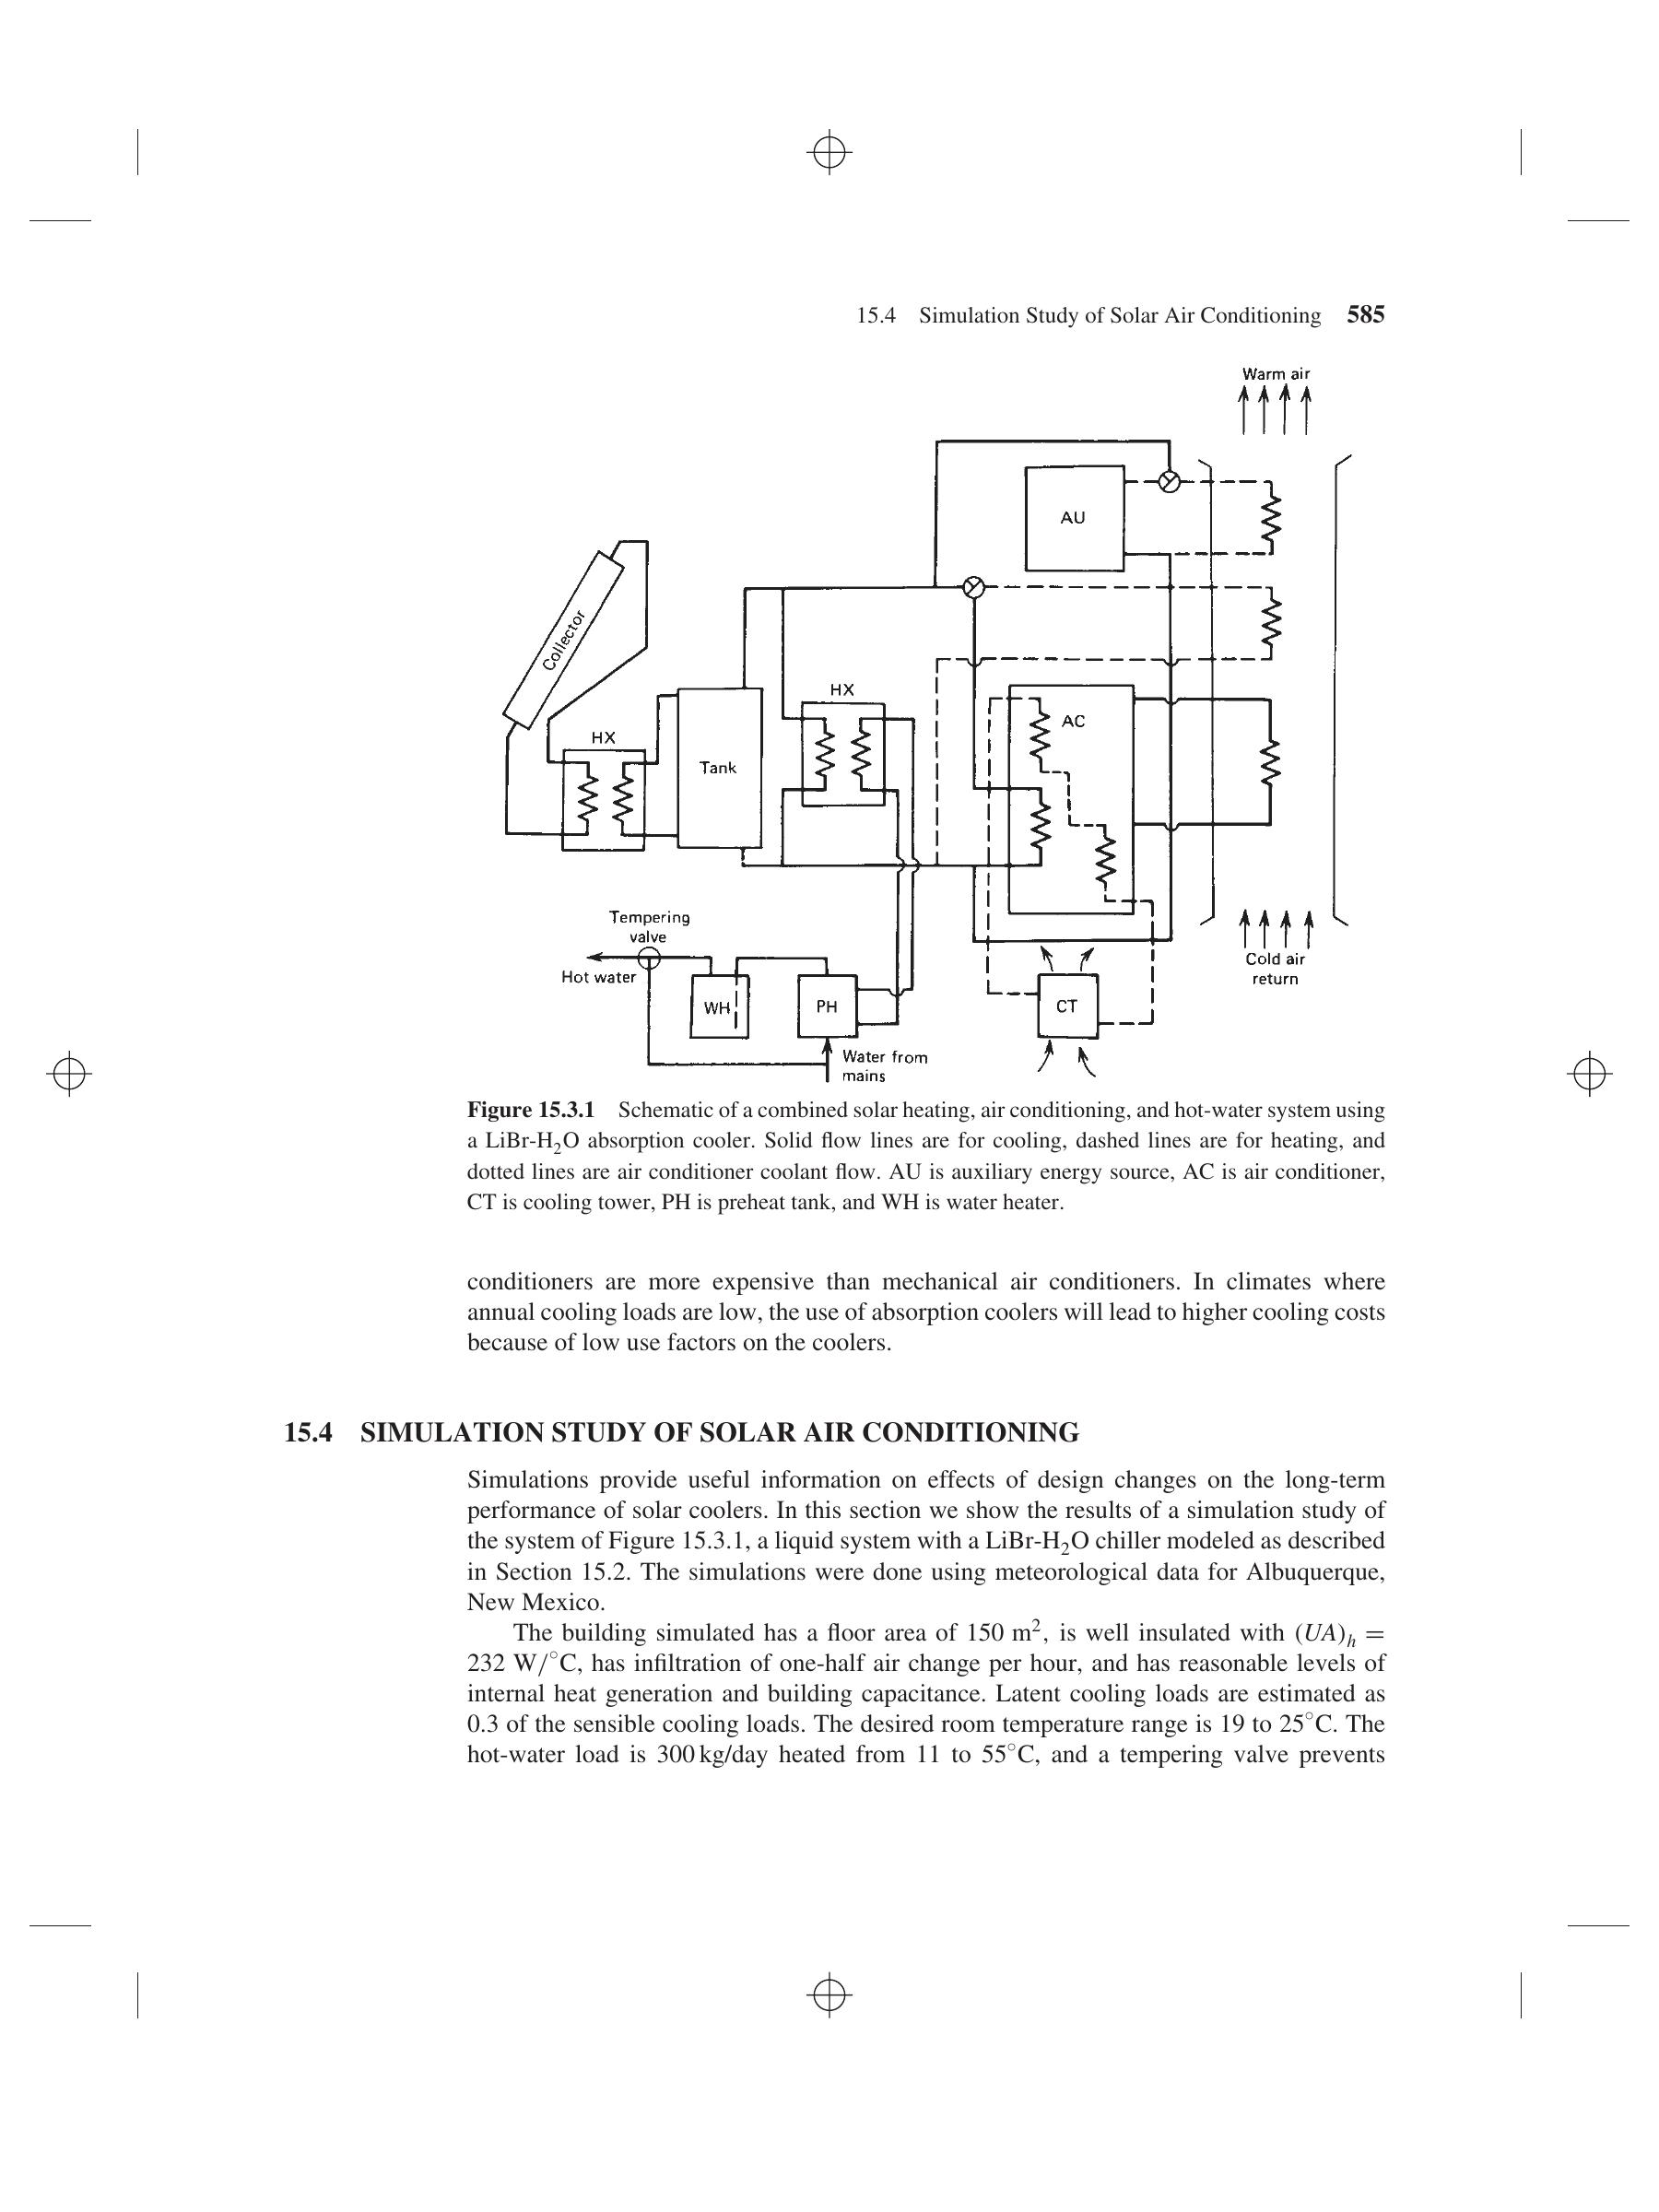 15.4 Simulation Study of Solar Air Conditioning 585
Warm air
AU
Collector
HX
AC
HX
Tank
Tempering
valve
Hot water
Cold air
return
WH
PH
CT
Water from
mains
Figure 15.3.1 Schematic of a combined solar heating, air conditioning, and hot-water system using
a LiBr-H₂O absorption cooler. Solid flow lines are for cooling, dashed lines are for heating, and
dotted lines are air conditioner coolant flow. AU is auxiliary energy source, AC is air conditioner,
CT is cooling tower, PH is preheat tank, and WH is water heater.
conditioners are more expensive than mechanical air conditioners. In climates where
annual cooling loads are low, the use of absorption coolers will lead to higher cooling costs
because of low use factors on the coolers.
15.4 SIMULATION STUDY OF SOLAR AIR CONDITIONING
Simulations provide useful information on effects of design changes on the long-term
performance of solar coolers. In this section we show the results of a simulation study of
the system of Figure 15.3.1, a liquid system with a LiBr-H₂O chiller modeled as described
in Section 15.2. The simulations were done using meteorological data for Albuquerque,
New Mexico.
The building simulated has a floor area of 150 m², is well insulated with (UA)ₕ =
232 W/°C, has infiltration of one-half air change per hour, and has reasonable levels of
internal heat generation and building capacitance. Latent cooling loads are estimated as
0.3 of the sensible cooling loads. The desired room temperature range is 19 to 25°C. The
hot-water load is 300 kg/day heated from 11 to 55°C, and a tempering valve prevents